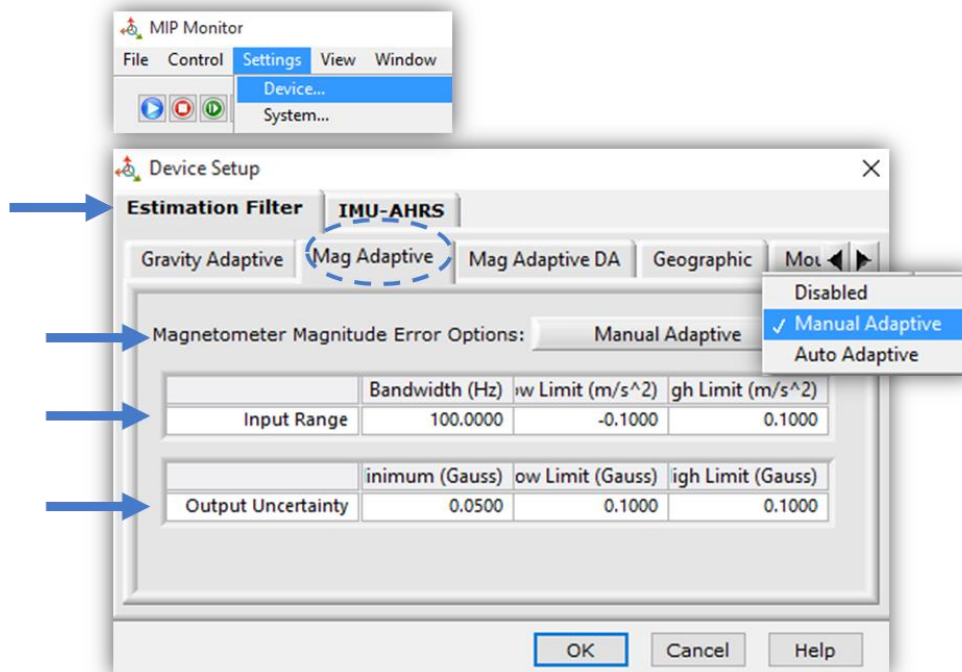 MIP Monitor
File Control Settings View Window
Device...
System...
Device Setup
Estimation Filter IMU-AHRS
Gravity Adaptive Mag Adaptive Mag Adaptive DA Geographic Mou
Disabled
Magnetometer Magnitude Error Options: Manual Adaptive ✓ Manual Adaptive
Auto Adaptive
Bandwidth (Hz) ow Limit (m/s^2) gh Limit (m/s^2)
Input Range 100.0000 -0.1000 0.1000
inimum (Gauss) ow Limit (Gauss) igh Limit (Gauss)
Output Uncertainty 0.0500 0.1000 0.1000
OK Cancel Help